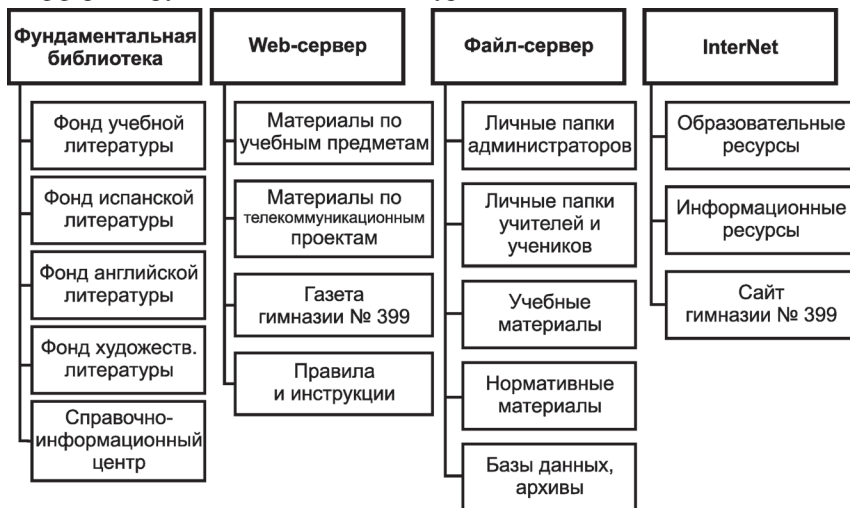 Фундаментальная
библиотека
Фонд учебной
литературы
Фонд испанской
литературы
Фонд английской
литературы
Фонд художеств.
литературы
Справочно-
информационный
центр
Web-сервер
Материалы по
учебным предметам
Материалы по
телекоммуникационным
проектам
Газета
гимназии № 399
Правила
и инструкции
Файл-сервер
Личные папки
администраторов
Личные папки
учителей и
учеников
Учебные
материалы
Нормативные
материалы
Базы данных,
архивы
InterNet
Образовательные
ресурсы
Информационные
ресурсы
Сайт
гимназии № 399